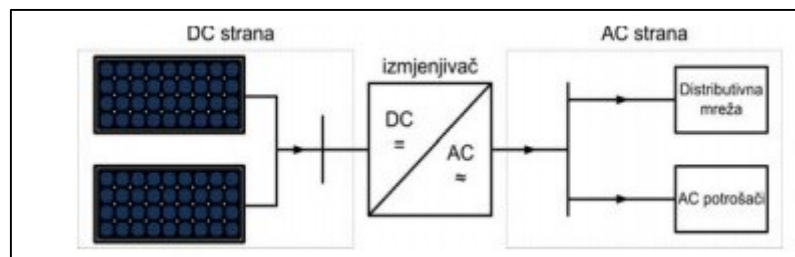 DC strana
AC strana
izmjenjivač
DC
=
AC
≈
Distributivna
mreža
AC potrošači